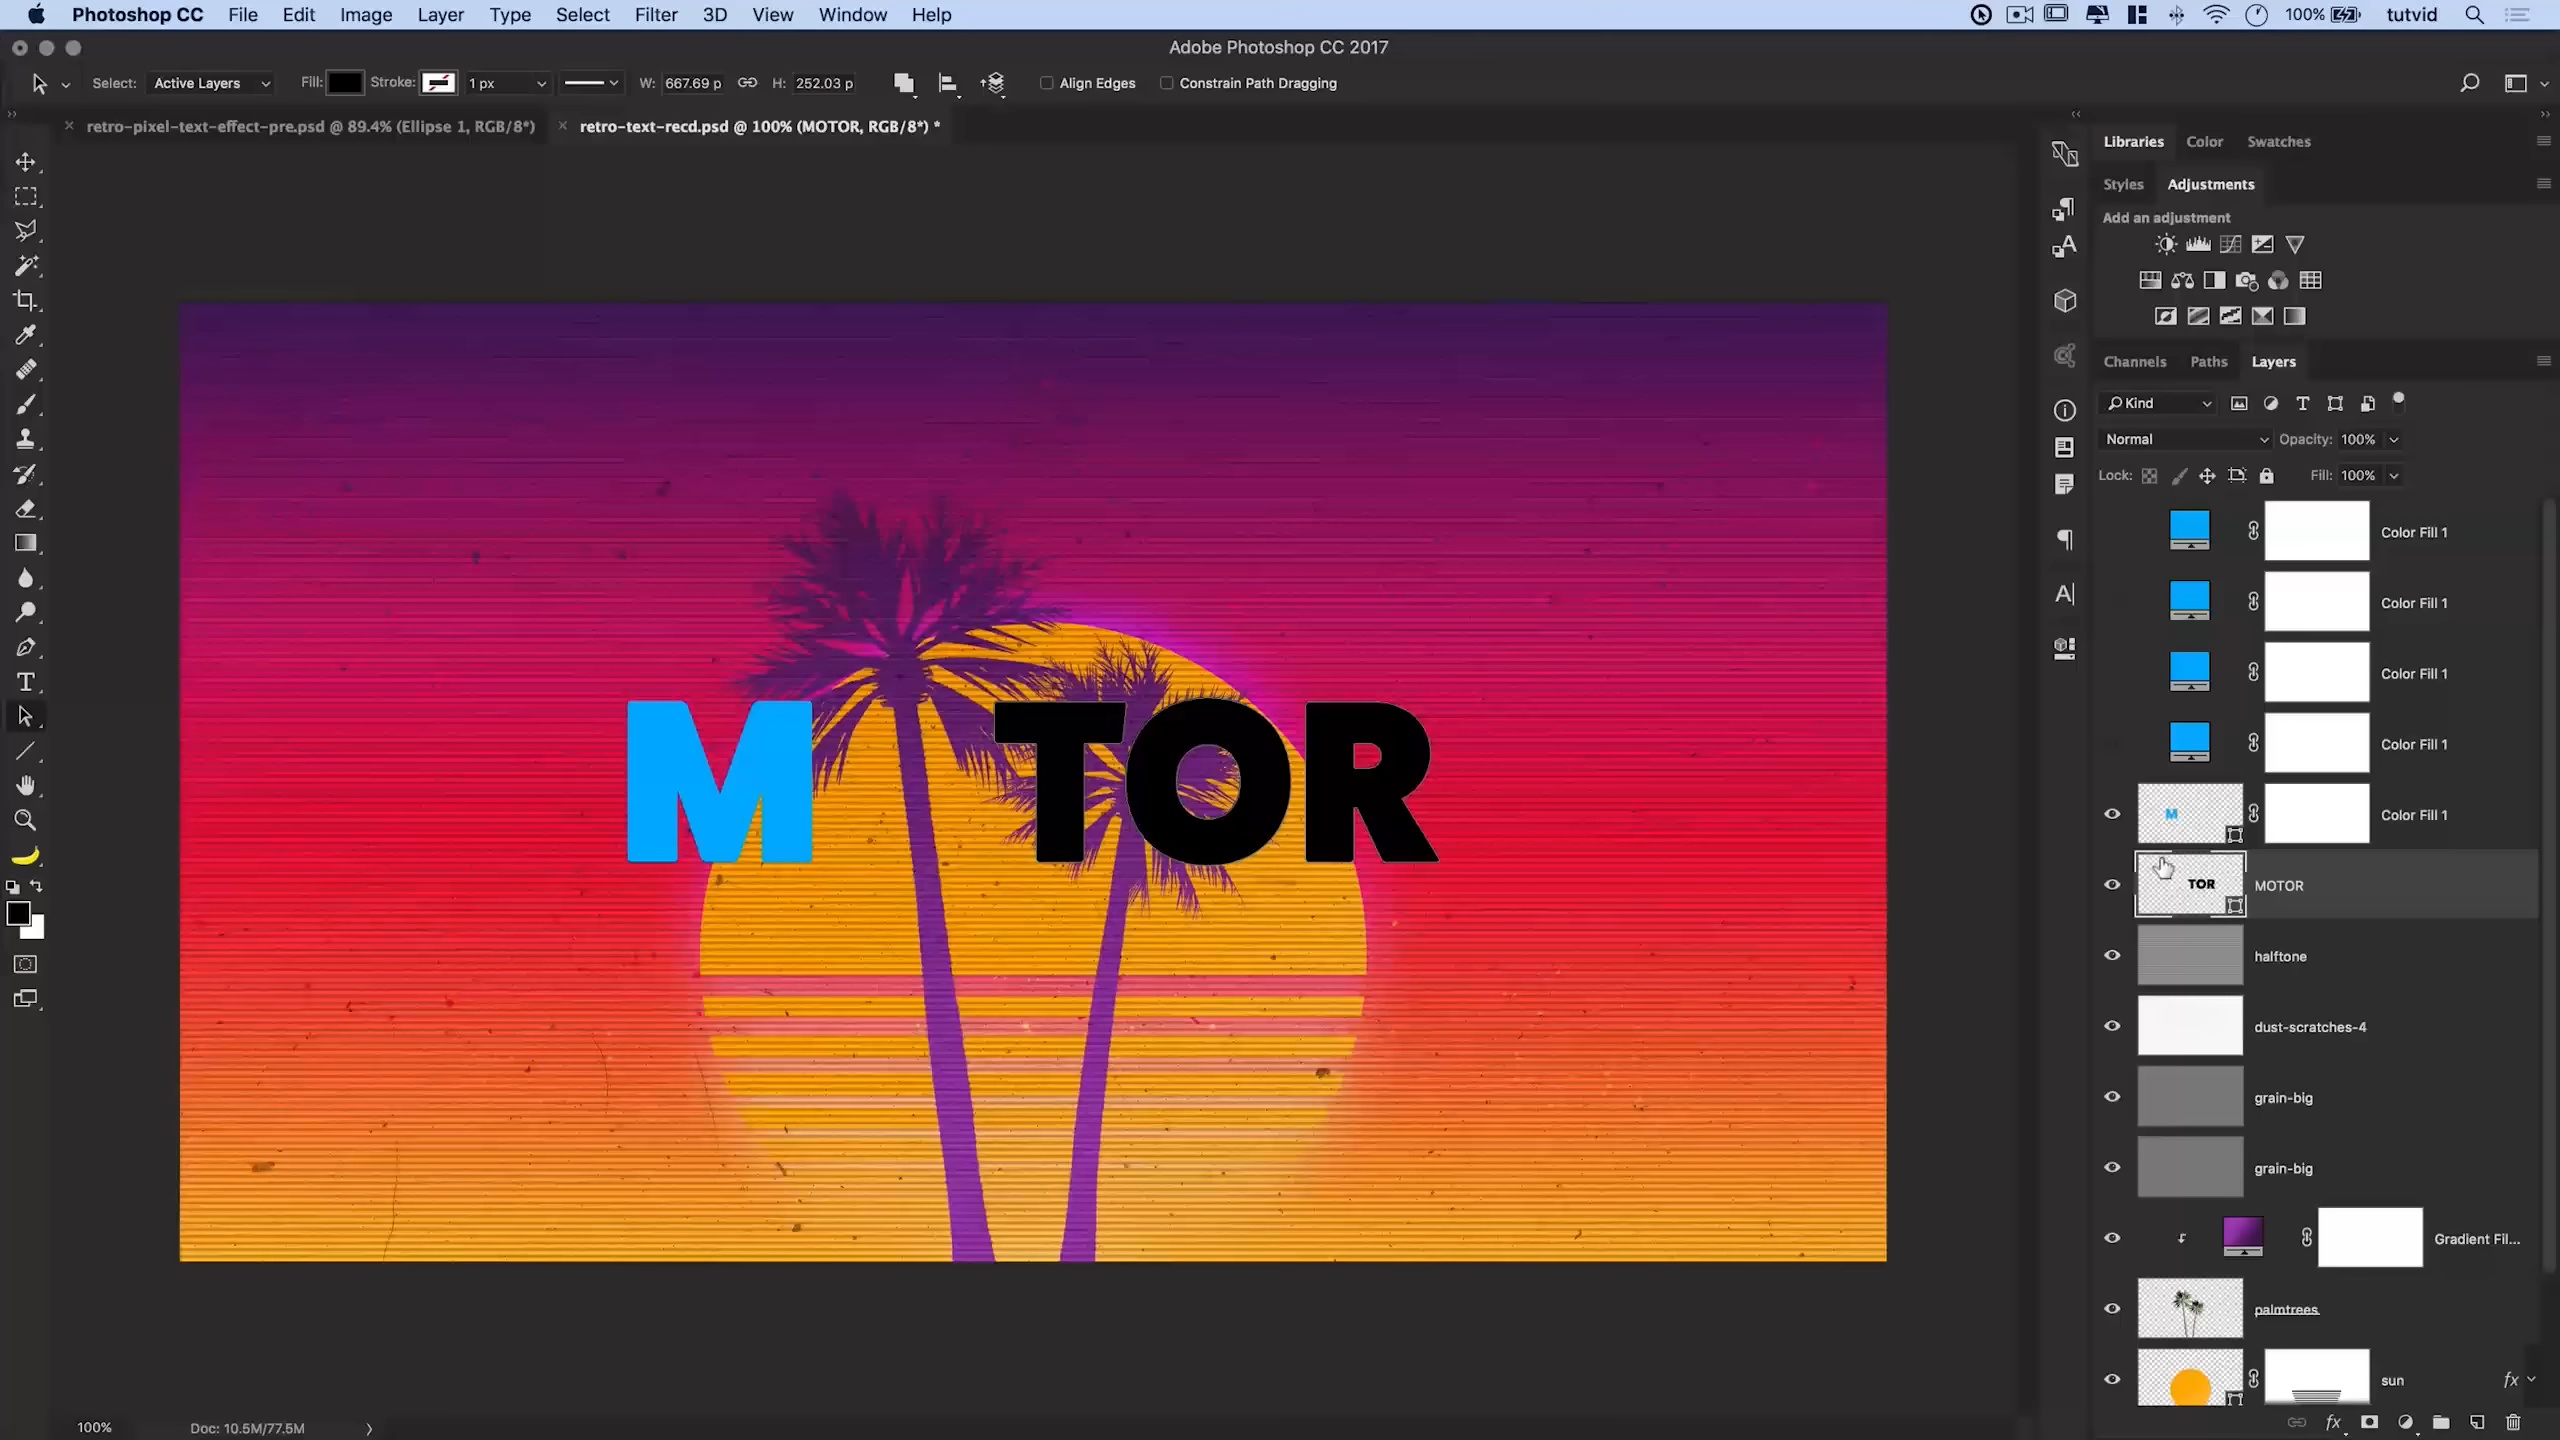 Photoshop CC File Edit Image Layer Type Select Filter 3D View Window Help 100% tutvid
Adobe Photoshop CC 2017
Select: Active Layers Fill: Stroke: 1 px W: 667.69 p H: 252.03 p Align Edges Constrain Path Dragging
retro-pixel-text-effect-pre.psd @ 89.4% (Ellipse 1, RGB/8*) retro-text-recd.psd @ 100% (MOTOR, RGB/8*) *
Libraries Color Swatches
Styles Adjustments
Add an adjustment
Channels Paths Layers
Kind
Normal Opacity: 100%
Lock: Fill: 100%
Color Fill 1
Color Fill 1
Color Fill 1
Color Fill 1
M Color Fill 1
TOR MOTOR
halftone
dust-scratches-4
grain-big
grain-big
Gradient Fil...
palmtrees
sun fx
M TOR
100% Doc: 10.5M/77.5M
fx